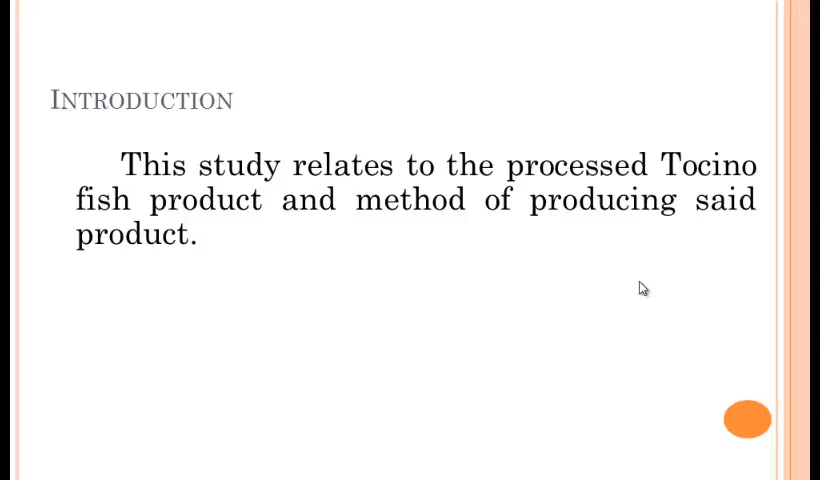 INTRODUCTION
This study relates to the processed Tocino
fish product and method of producing said
product.